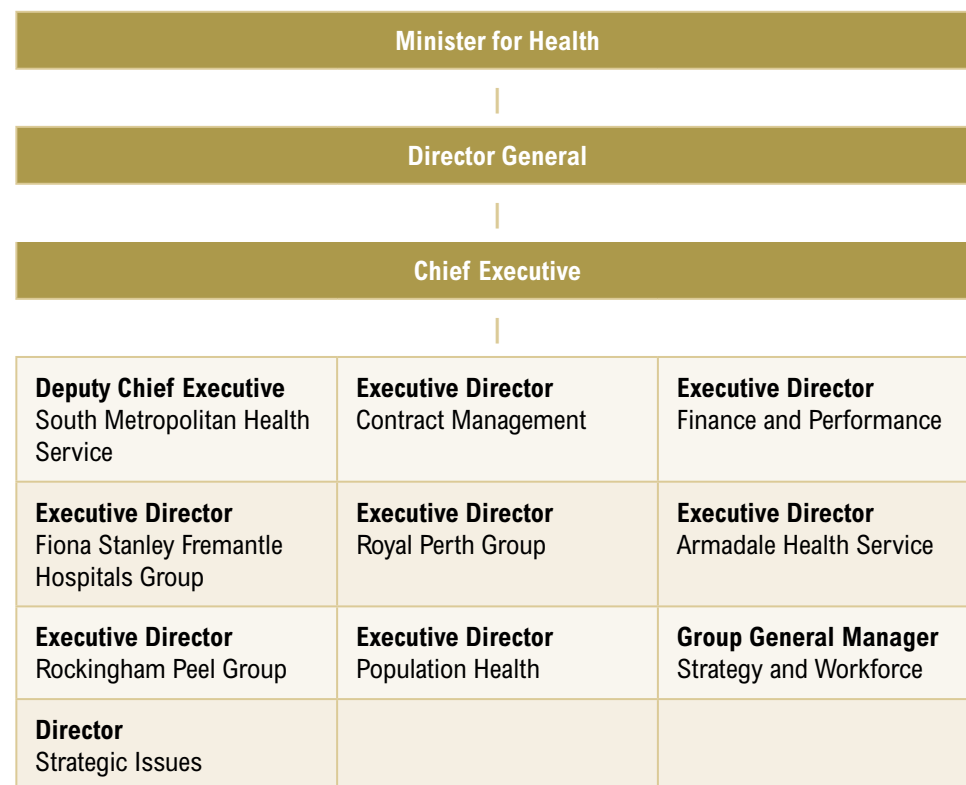 Minister for Health
Director General
Chief Executive
Deputy Chief Executive
South Metropolitan Health
Service
Executive Director
Contract Management
Executive Director
Finance and Performance
Executive Director
Fiona Stanley Fremantle
Hospitals Group
Executive Director
Royal Perth Group
Executive Director
Armadale Health Service
Executive Director
Rockingham Peel Group
Executive Director
Population Health
Group General Manager
Strategy and Workforce
Director
Strategic Issues